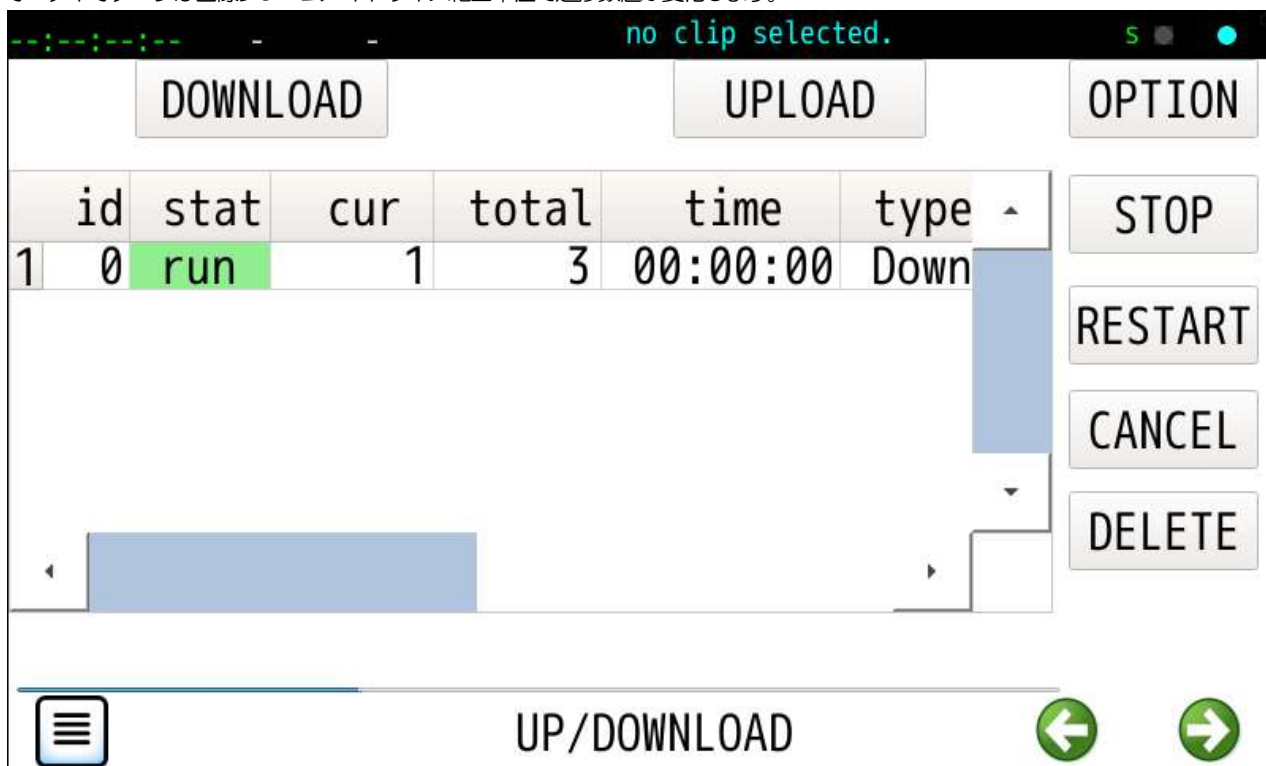 --:--:--:-- - - no clip selected. S
DOWNLOAD UPLOAD OPTION
id stat cur total time type
1 0 run 1 3 00:00:00 Down
STOP
RESTART
CANCEL
DELETE
UP/DOWNLOAD